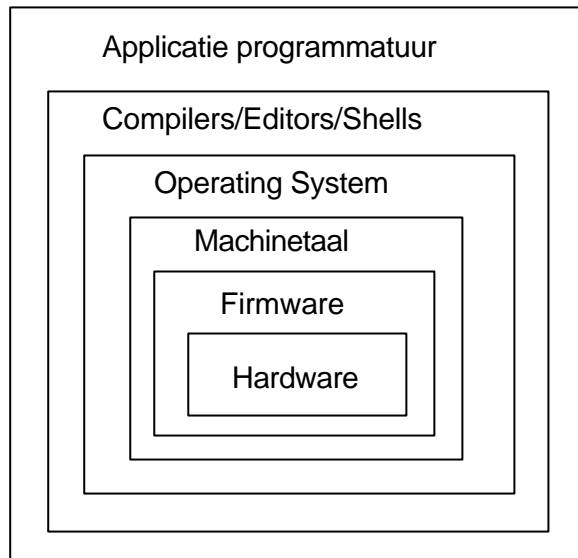 Applicatie programmatuur
Compilers/Editors/Shells
Operating System
Machinetaal
Firmware
Hardware